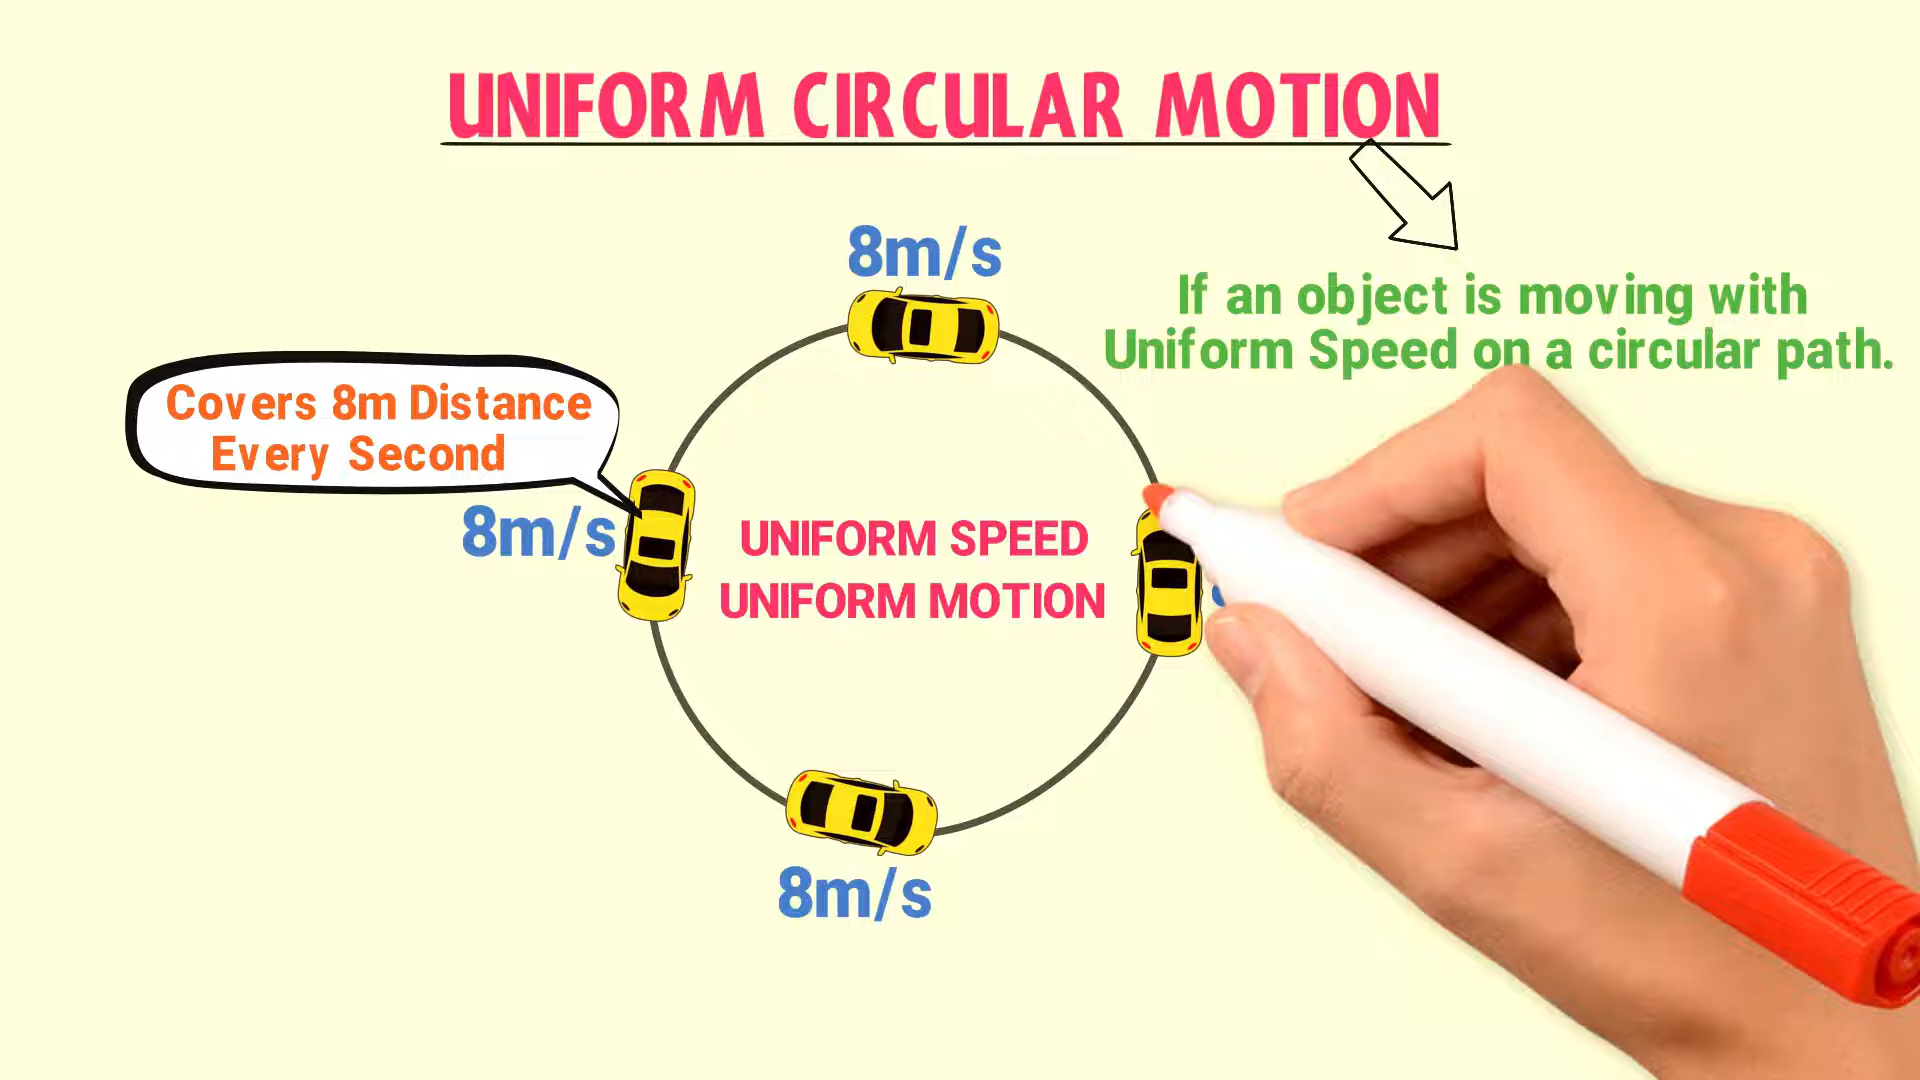 UNIFORM CIRCULAR MOTION
8m/s
If an object is moving with
Uniform Speed on a circular path.
Covers 8m Distance
Every Second
8m/s
UNIFORM SPEED
UNIFORM MOTION
8m/s